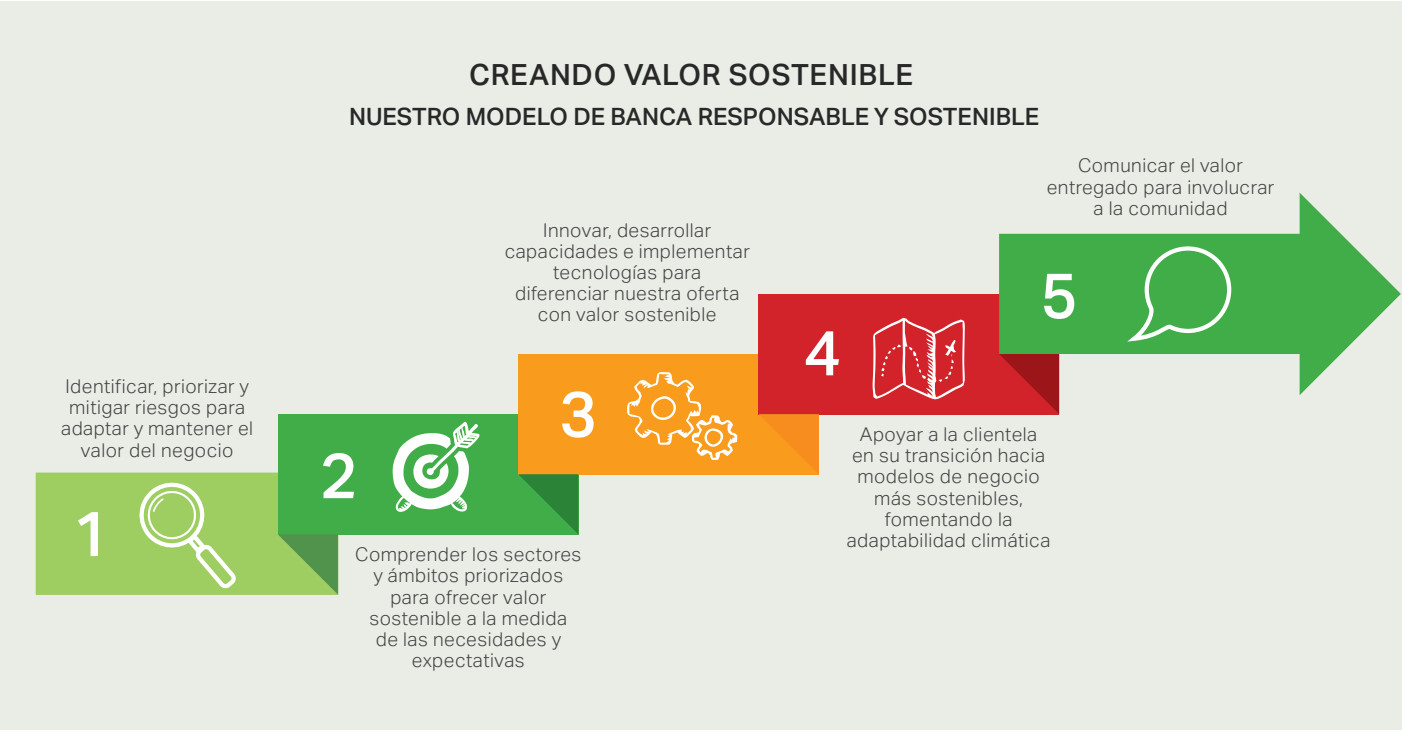 CREANDO VALOR SOSTENIBLE
NUESTRO MODELO DE BANCA RESPONSABLE Y SOSTENIBLE
Identificar, priorizar y
mitigar riesgos para
adaptar y mantener el
valor del negocio
1
2
Comprender los sectores
y ámbitos priorizados
para ofrecer valor
sostenible a la medida
de las necesidades y
expectativas
Innovar, desarrollar
capacidades e implementar
tecnologías para
diferenciar nuestra oferta
con valor sostenible
3
4
Apoyar a la clientela
en su transición hacia
modelos de negocio
más sostenibles,
fomentando la
adaptabilidad climática
Comunicar el valor
entregado para involucrar
a la comunidad
5